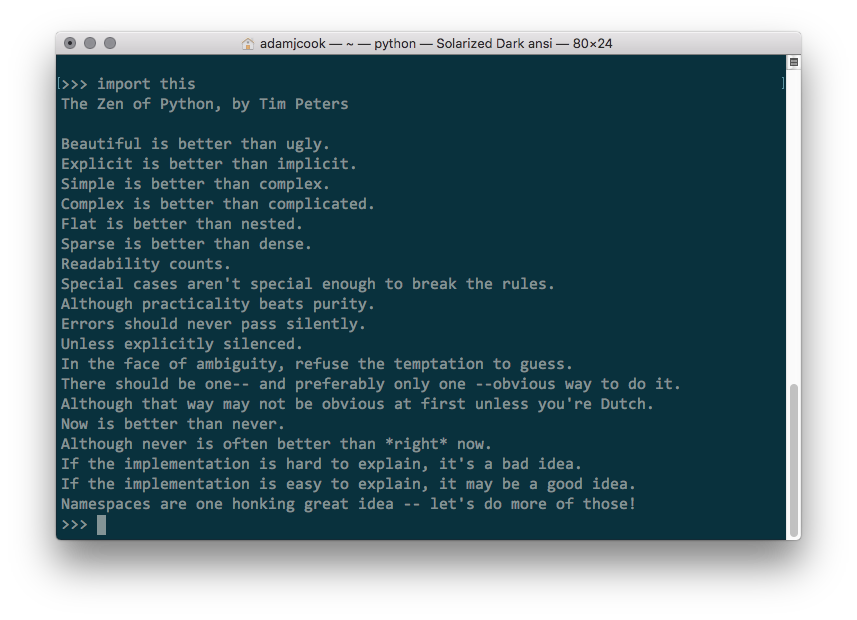 adamjcook — ~ — python — Solarized Dark ansi — 80×24
[>>> import this ]
The Zen of Python, by Tim Peters

Beautiful is better than ugly.
Explicit is better than implicit.
Simple is better than complex.
Complex is better than complicated.
Flat is better than nested.
Sparse is better than dense.
Readability counts.
Special cases aren't special enough to break the rules.
Although practicality beats purity.
Errors should never pass silently.
Unless explicitly silenced.
In the face of ambiguity, refuse the temptation to guess.
There should be one-- and preferably only one --obvious way to do it.
Although that way may not be obvious at first unless you're Dutch.
Now is better than never.
Although never is often better than *right* now.
If the implementation is hard to explain, it's a bad idea.
If the implementation is easy to explain, it may be a good idea.
Namespaces are one honking great idea -- let's do more of those!
>>>